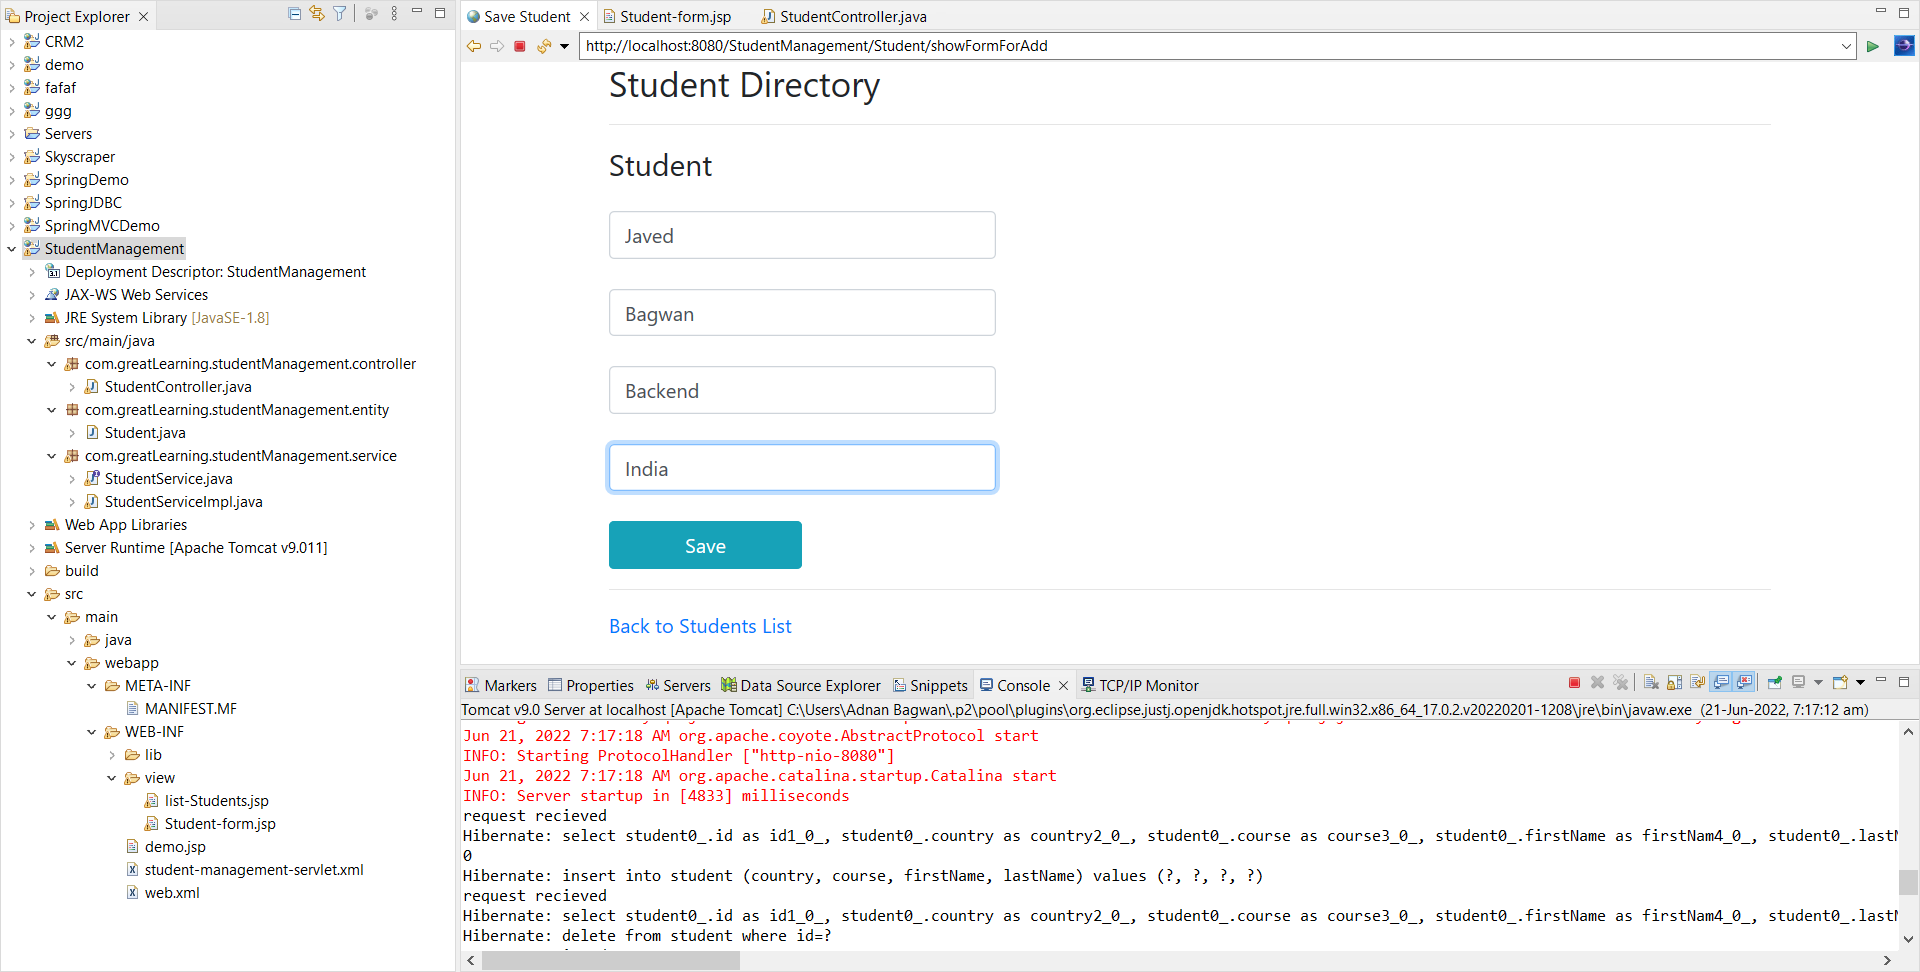 Project Explorer
CRM2
demo
fafaf
ggg
Servers
Skyscraper
SpringDemo
SpringJDBC
SpringMVCDemo
StudentManagement
Deployment Descriptor: StudentManagement
JAX-WS Web Services
JRE System Library [JavaSE-1.8]
src/main/java
com.greatLearning.studentManagement.controller
StudentController.java
com.greatLearning.studentManagement.entity
Student.java
com.greatLearning.studentManagement.service
StudentService.java
StudentServiceImpl.java
Web App Libraries
Server Runtime [Apache Tomcat v9.011]
build
src
main
java
webapp
META-INF
MANIFEST.MF
WEB-INF
lib
view
list-Students.jsp
Student-form.jsp
demo.jsp
student-management-servlet.xml
web.xml
Save Student Student-form.jsp StudentController.java
http://localhost:8080/StudentManagement/Student/showFormForAdd
Student Directory
Student
Javed
Bagwan
Backend
India
Save
Back to Students List
Markers Properties Servers Data Source Explorer Snippets Console TCP/IP Monitor
Tomcat v9.0 Server at localhost [Apache Tomcat] C:\Users\Adnan Bagwan\.p2\pool\plugins\org.eclipse.justj.openjdk.hotspot.jre.full.win32.x86_64_17.0.2.v20220201-1208\jre\bin\javaw.exe (21-Jun-2022, 7:17:12 am)
Jun 21, 2022 7:17:18 AM org.apache.coyote.AbstractProtocol start
INFO: Starting ProtocolHandler ["http-nio-8080"]
Jun 21, 2022 7:17:18 AM org.apache.catalina.startup.Catalina start
INFO: Server startup in [4833] milliseconds
request recieved
Hibernate: select student0_.id as id1_0_, student0_.country as country2_0_, student0_.course as course3_0_, student0_.firstName as firstNam4_0_, student0_.last
0
Hibernate: insert into student (country, course, firstName, lastName) values (?, ?, ?, ?)
request recieved
Hibernate: select student0_.id as id1_0_, student0_.country as country2_0_, student0_.course as course3_0_, student0_.firstName as firstNam4_0_, student0_.last
Hibernate: delete from student where id=?